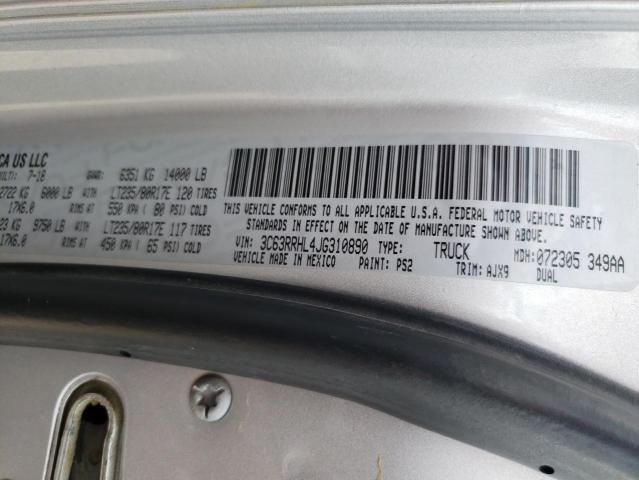 CA US LLC
7-18 GVWR: 6351 KG 14000 LB
2722 KG 6000 LB WITH LT235/80R17E 120 TIRES
17X6.0 RIMS AT 550 KPA ( 80 PSI) COLD
23 KG 9750 LB WITH LT235/80R17E 117 TIRES
17X6.0 RIMS AT 450 KPA ( 65 PSI) COLD
THIS VEHICLE CONFORMS TO ALL APPLICABLE U.S.A. FEDERAL MOTOR VEHICLE SAFETY
STANDARDS IN EFFECT ON THE DATE OF MANUFACTURE SHOWN ABOVE.
VIN: 3C63RRHL4JG310890 TYPE: TRUCK MDH: 072305 349AA
VEHICLE MADE IN MEXICO PAINT: PS2 TRIM: AJX9 DUAL